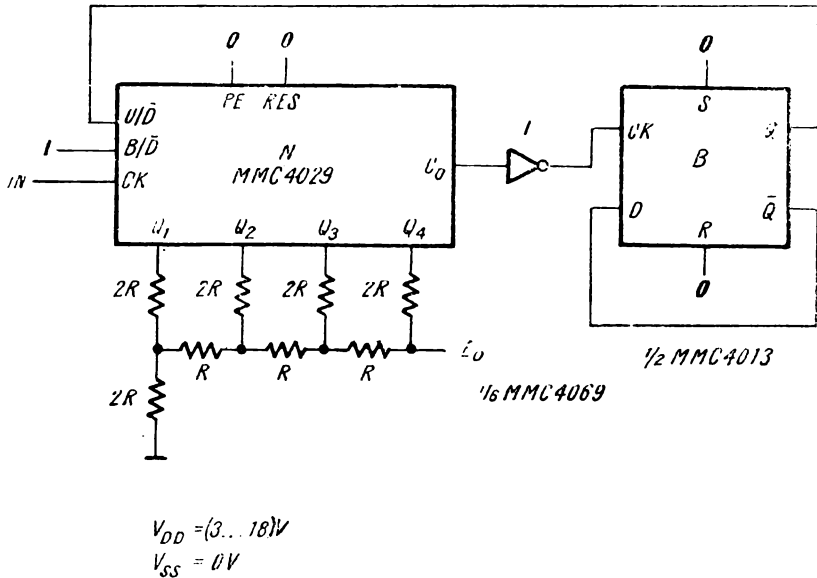 0 0
PE RES
U/D̄
1 B/D̄
IN CK
N
MMC4029
C0
Q1 Q2 Q3 Q4
2R 2R 2R 2R
R R R
2R
1
0
S
CK Q
B
D Q̄
R
0
1/2 MMC4013
1/6 MMC4069
VDD = (3...18)V
VSS = 0V